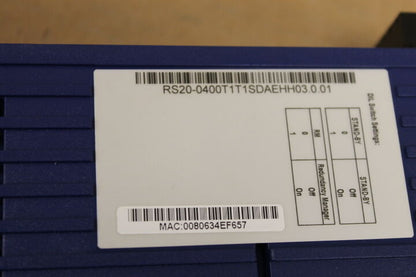 RS20-0400T1T1SDAEHH03.0.01
DIL Switch Settings:
STAND-BY STAND-BY
0 Off
1 On
RM Redundancy Manager
0 Off
1 On
MAC:0080634EF657